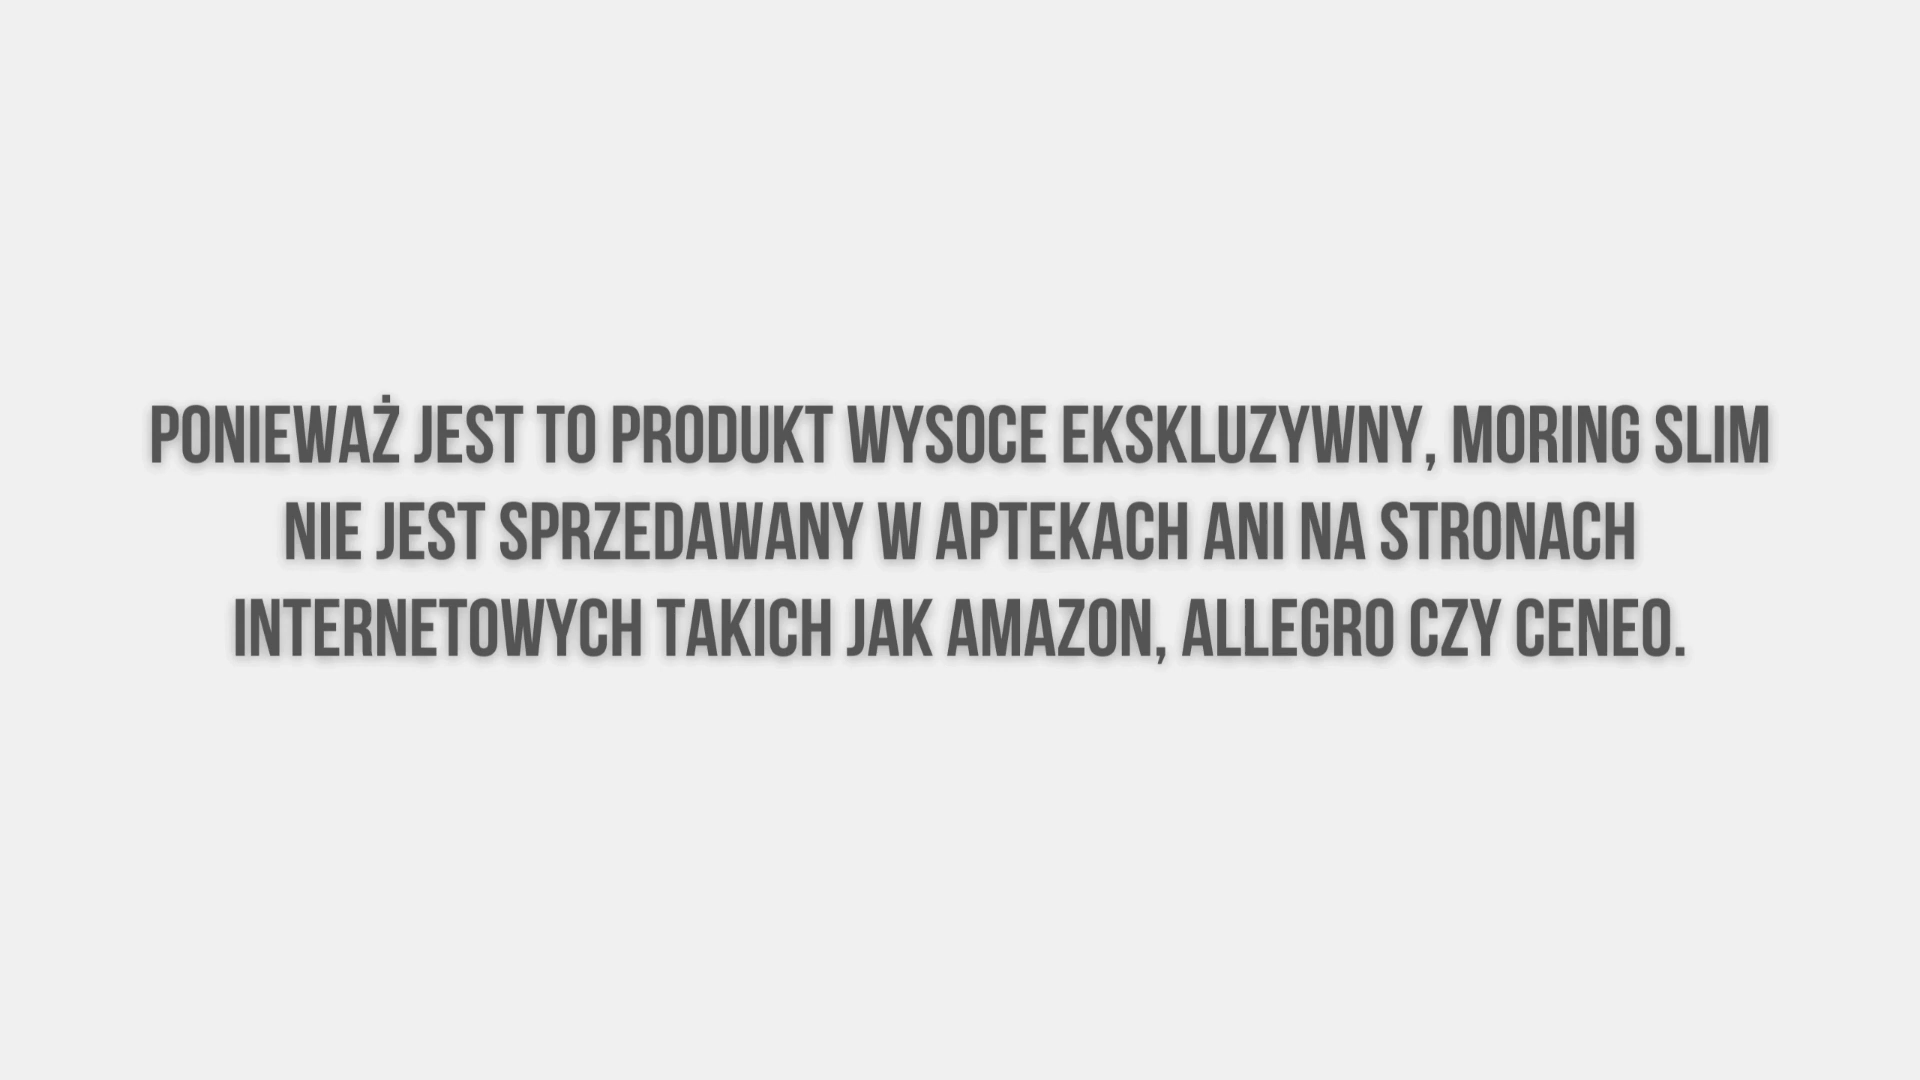 PONIEWAŻ JEST TO PRODUKT WYSOCE EKSKLUZYWNY, MORING SLIM
NIE JEST SPRZEDAWANY W APTEKACH ANI NA STRONACH
INTERNETOWYCH TAKICH JAK AMAZON, ALLEGRO CZY CENEO.